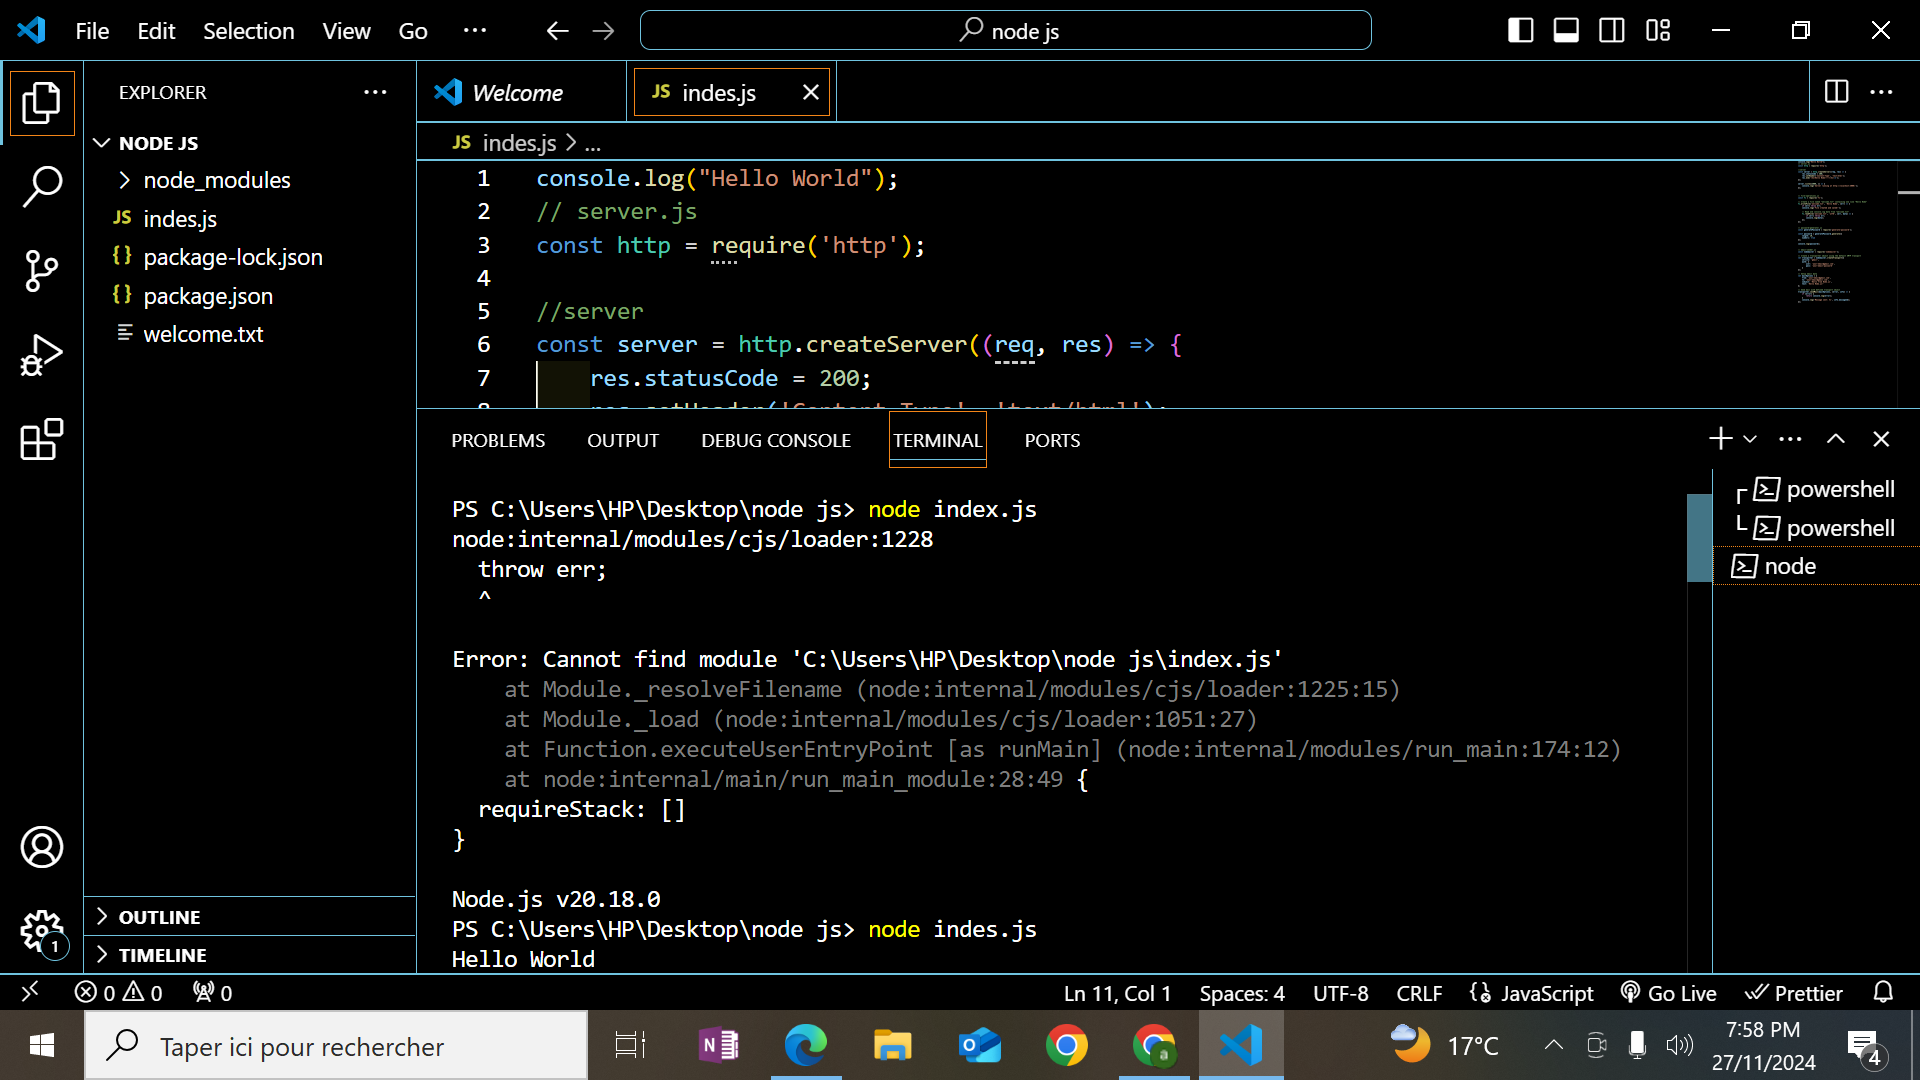 File Edit Selection View Go ··· node js
EXPLORER
Welcome
JS indes.js
NODE JS
JS indes.js > ...
node_modules
JS indes.js
{} package-lock.json
{} package.json
welcome.txt
1 console.log("Hello World");
2 // server.js
3 const http = require('http');
4
5 //server
6 const server = http.createServer((req, res) => {
7 res.statusCode = 200;
8 res.setHeader('Content-Type', 'text/html');
PROBLEMS OUTPUT DEBUG CONSOLE TERMINAL PORTS
powershell
powershell
node
PS C:\Users\HP\Desktop\node js> node index.js
node:internal/modules/cjs/loader:1228
throw err;
^
Error: Cannot find module 'C:\Users\HP\Desktop\node js\index.js'
at Module._resolveFilename (node:internal/modules/cjs/loader:1225:15)
at Module._load (node:internal/modules/cjs/loader:1051:27)
at Function.executeUserEntryPoint [as runMain] (node:internal/modules/run_main:174:12)
at node:internal/main/run_main_module:28:49 {
requireStack: []
}
Node.js v20.18.0
PS C:\Users\HP\Desktop\node js> node indes.js
Hello World
OUTLINE
TIMELINE
1
0 0 0 Ln 11, Col 1 Spaces: 4 UTF-8 CRLF {} JavaScript Go Live Prettier
Taper ici pour rechercher
17°C
7:58 PM
27/11/2024
4